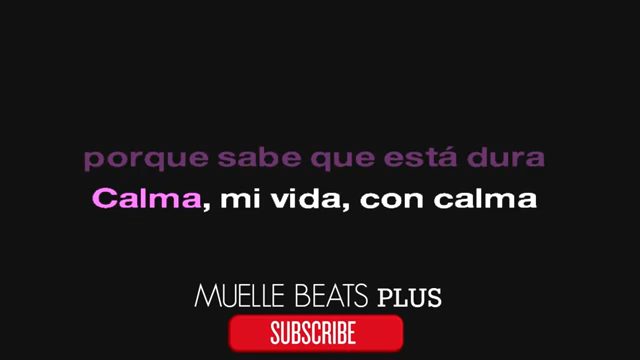 porque sabe que está dura
Calma, mi vida, con calma
MUELLE BEATS PLUS
SUBSCRIBE